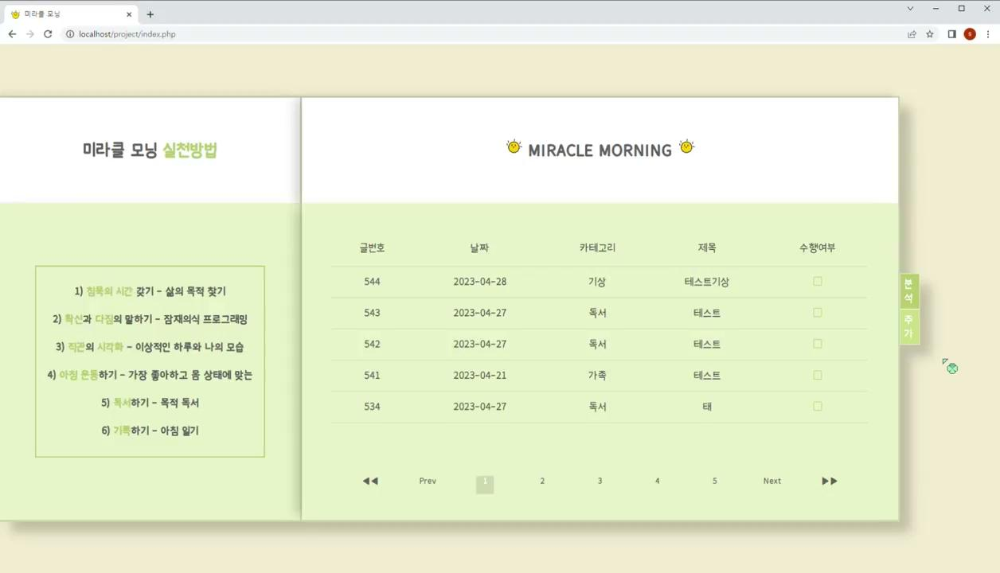 미라클 모닝
localhost/project/index.php
s
미라클 모닝 실천방법
1) 침묵의 시간 갖기 - 삶의 목적 찾기
2) 확신과 다짐의 말하기 - 잠재의식 프로그래밍
3) 직관의 시각화 - 이상적인 하루와 나의 모습
4) 아침 운동하기 - 가장 좋아하고 몸 상태에 맞는
5) 독서하기 - 목적 독서
6) 기록하기 - 아침 일기
MIRACLE MORNING
글번호 날짜 카테고리 제목 수행여부
544 2023-04-28 기상 테스트기상
543 2023-04-27 독서 테스트
542 2023-04-27 독서 테스트
541 2023-04-21 가족 테스트
534 2023-04-27 독서 태
◀◀ Prev 1 2 3 4 5 Next ▶▶
분석
추가